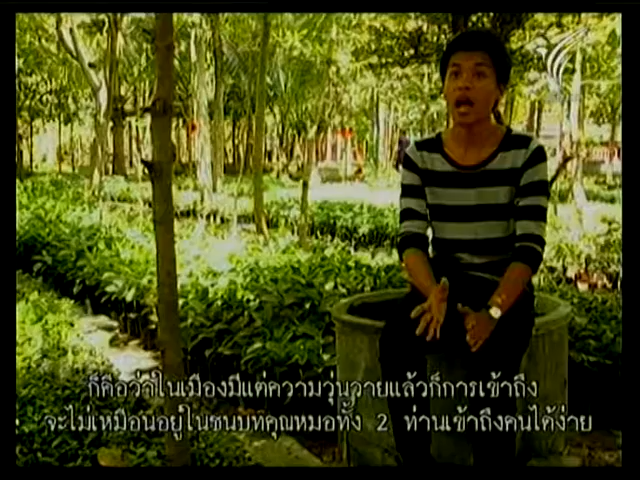 ก็คือว่าในเมืองมีแต่ความวุ่นวายแล้วก็การเข้าถึง
จะไม่เหมือนอยู่ในชนบทคุณหมอทั้ง 2 ท่านเข้าถึงคนได้ง่าย